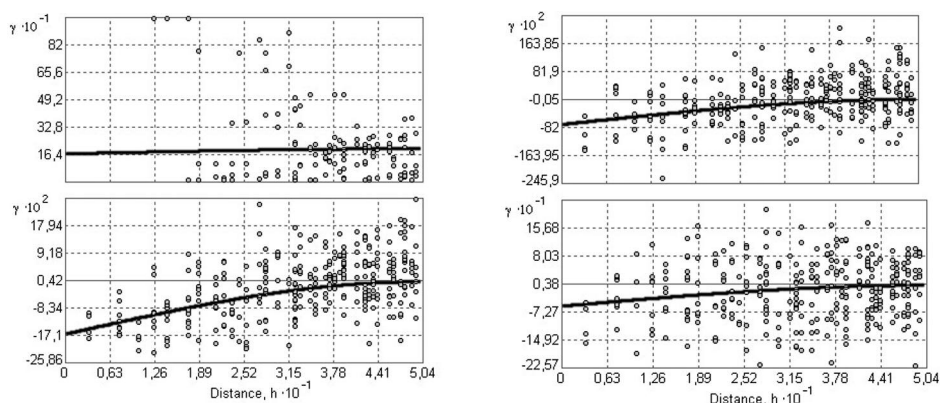 γ ·10⁻¹
82
65,6
49,2
32,8
16,4
γ ·10²
17,94
9,18
0,42
-8,34
-17,1
-25,86
0 0,63 1,26 1,89 2,52 3,15 3,78 4,41 5,04
Distance, h ·10⁻¹
γ ·10²
163,85
81,9
-0,05
-82
-163,95
-245,9
γ ·10⁻¹
15,68
8,03
0,38
-7,27
-14,92
-22,57
0 0,63 1,26 1,89 2,52 3,15 3,78 4,41 5,04
Distance, h ·10⁻¹